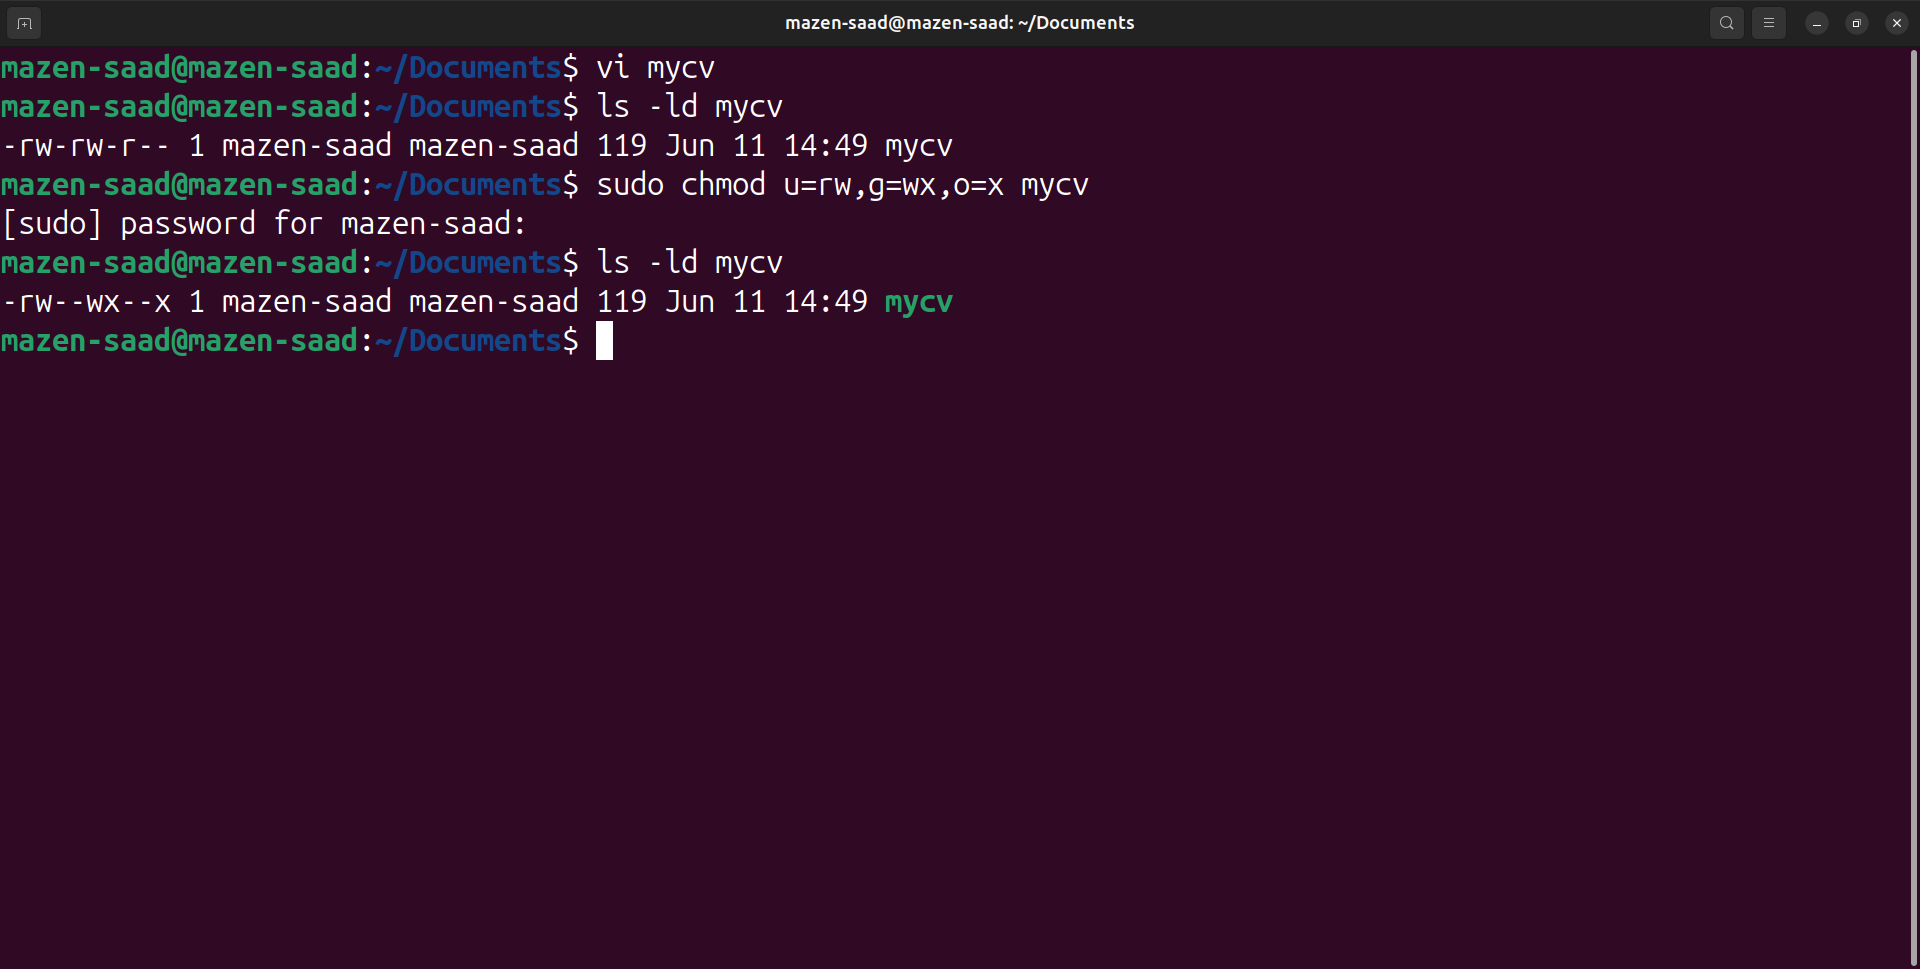 mazen-saad@mazen-saad: ~/Documents
mazen-saad@mazen-saad:~/Documents$ vi mycv
mazen-saad@mazen-saad:~/Documents$ ls -ld mycv
-rw-rw-r-- 1 mazen-saad mazen-saad 119 Jun 11 14:49 mycv
mazen-saad@mazen-saad:~/Documents$ sudo chmod u=rw,g=wx,o=x mycv
[sudo] password for mazen-saad:
mazen-saad@mazen-saad:~/Documents$ ls -ld mycv
-rw--wx--x 1 mazen-saad mazen-saad 119 Jun 11 14:49 mycv
mazen-saad@mazen-saad:~/Documents$